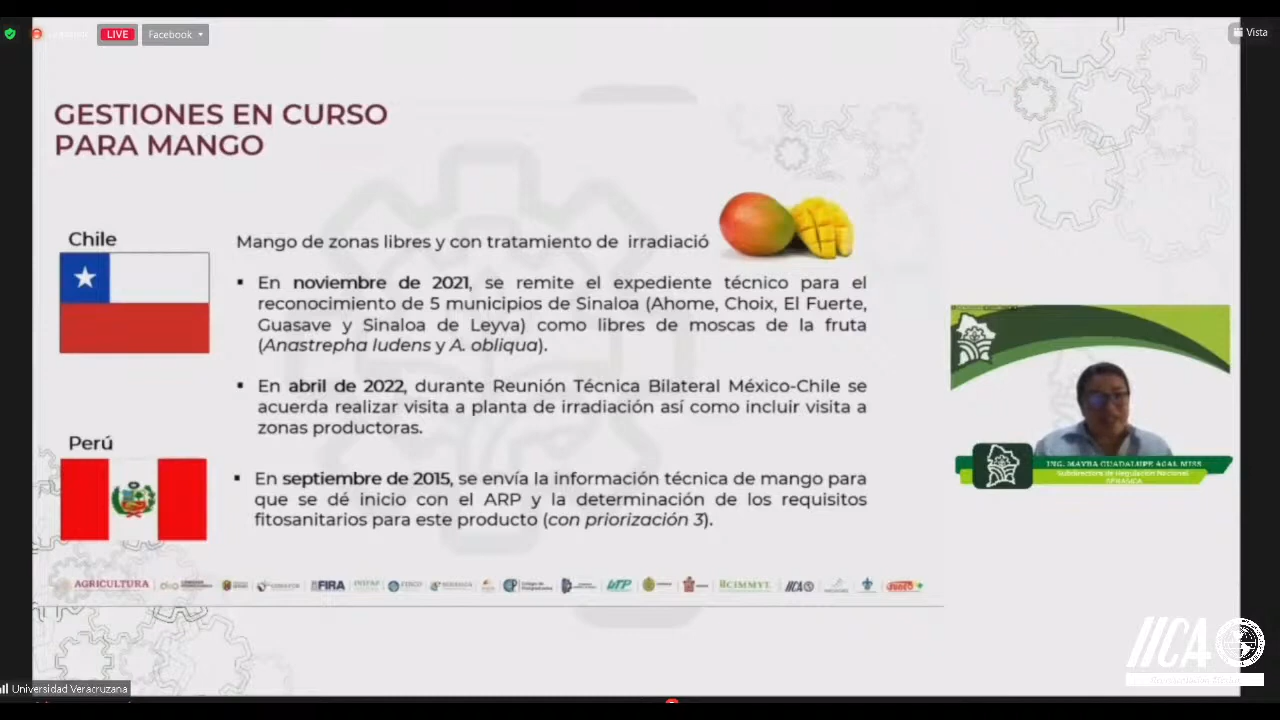 LIVE
Facebook
Vista
GESTIONES EN CURSO
PARA MANGO
Chile
Mango de zonas libres y con tratamiento de irradiació
▪ En noviembre de 2021, se remite el expediente técnico para el
reconocimiento de 5 municipios de Sinaloa (Ahome, Choix, El Fuerte,
Guasave y Sinaloa de Leyva) como libres de moscas de la fruta
(Anastrepha ludens y A. obliqua).
▪ En abril de 2022, durante Reunión Técnica Bilateral México-Chile se
acuerda realizar visita a planta de irradiación así como incluir visita a
zonas productoras.
Perú
▪ En septiembre de 2015, se envía la información técnica de mango para
que se dé inicio con el ARP y la determinación de los requisitos
fitosanitarios para este producto (con priorización 3).
ING. MAYRA GUADALUPE
AGRICULTURA FIRA UTP CIMMYT IICA
IICA
Universidad Veracruzana